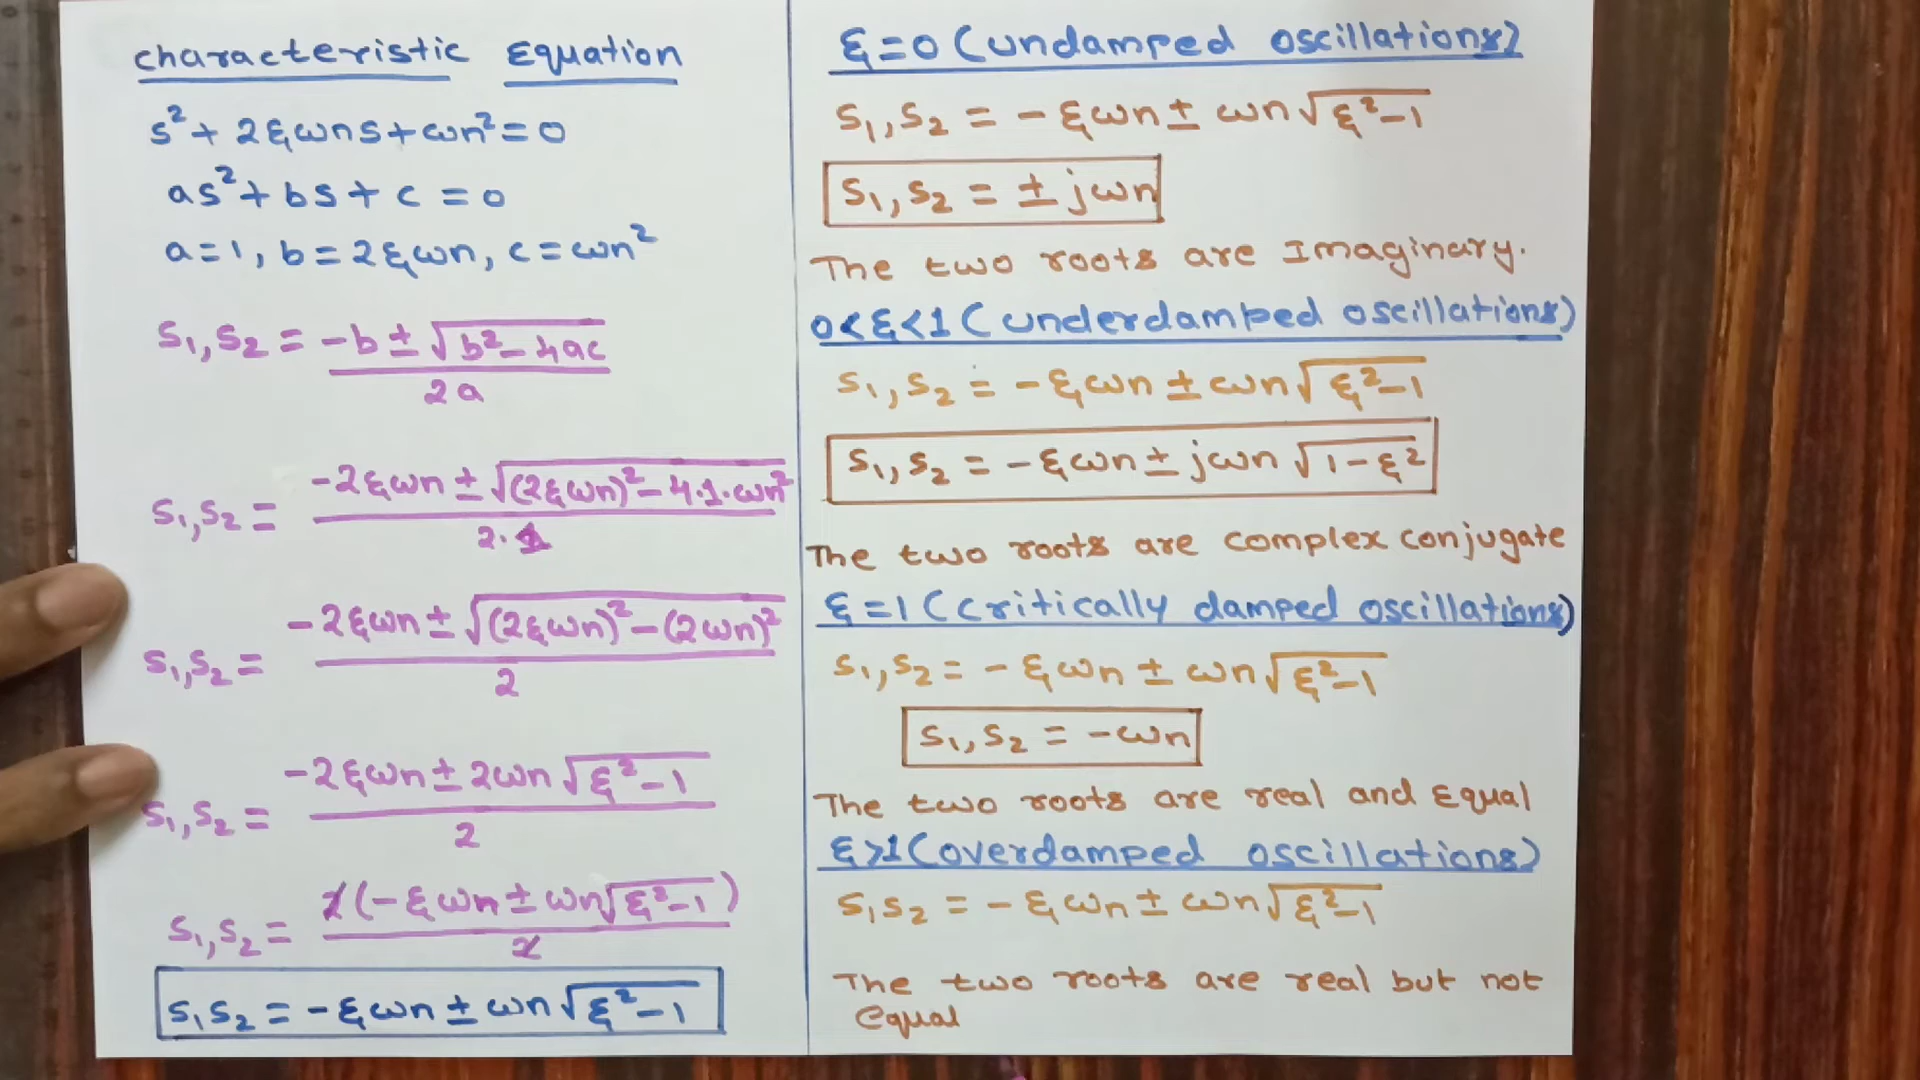 characteristic Equation
s²+ 2ξωns+ωn²=0
as²+bs+c=0
a=1, b=2ξωn, c=ωn²
s₁,s₂ = -b±√b²-4ac
2a
s₁,s₂ = -2ξωn±√(2ξωn)²-4.1.ωn²
2.1
s₁,s₂ = -2ξωn±√(2ξωn)²-(2ωn)²
2
s₁,s₂ = -2ξωn±2ωn√ξ²-1
2
s₁,s₂ = 2(-ξωn±ωn√ξ²-1)
2
s₁s₂ = -ξωn±ωn√ξ²-1
ξ=0 (undamped oscillations)
s₁,s₂ = -ξωn± ωn√ξ²-1
s₁,s₂ = ±jωn
The two roots are Imaginary.
0<ξ<1 (underdamped oscillations)
s₁,s₂ = -ξωn±ωn√ξ²-1
s₁,s₂ = -ξωn±jωn√1-ξ²
The two roots are complex conjugate
ξ=1 (critically damped oscillations)
s₁,s₂ = -ξωn±ωn√ξ²-1
s₁,s₂ = -ωn
The two roots are real and Equal
ξ>1 (overdamped oscillations)
s₁s₂ = -ξωn±ωn√ξ²-1
The two roots are real but not
Equal